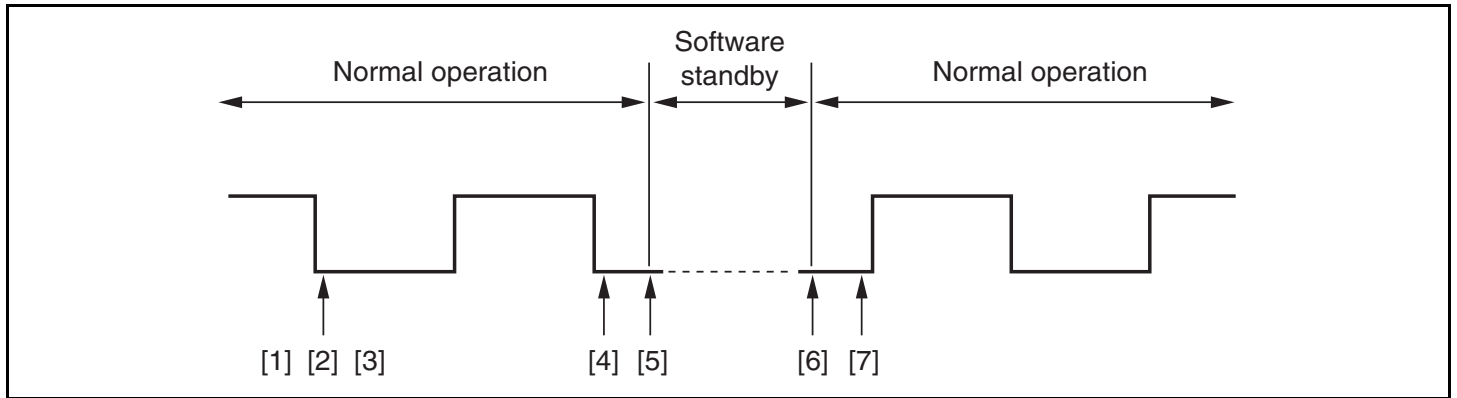 Normal operation
Software
standby
Normal operation
[1] [2] [3]
[4] [5]
[6] [7]